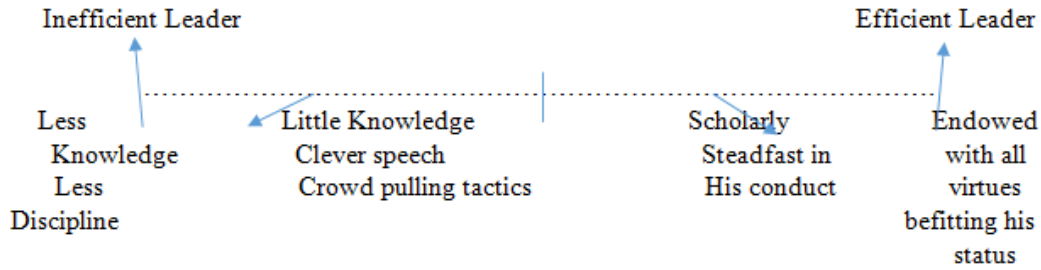 Inefficient Leader Efficient Leader
Less Little Knowledge Scholarly Endowed
Knowledge Clever speech Steadfast in with all
Less Crowd pulling tactics His conduct virtues
Discipline befitting his
status